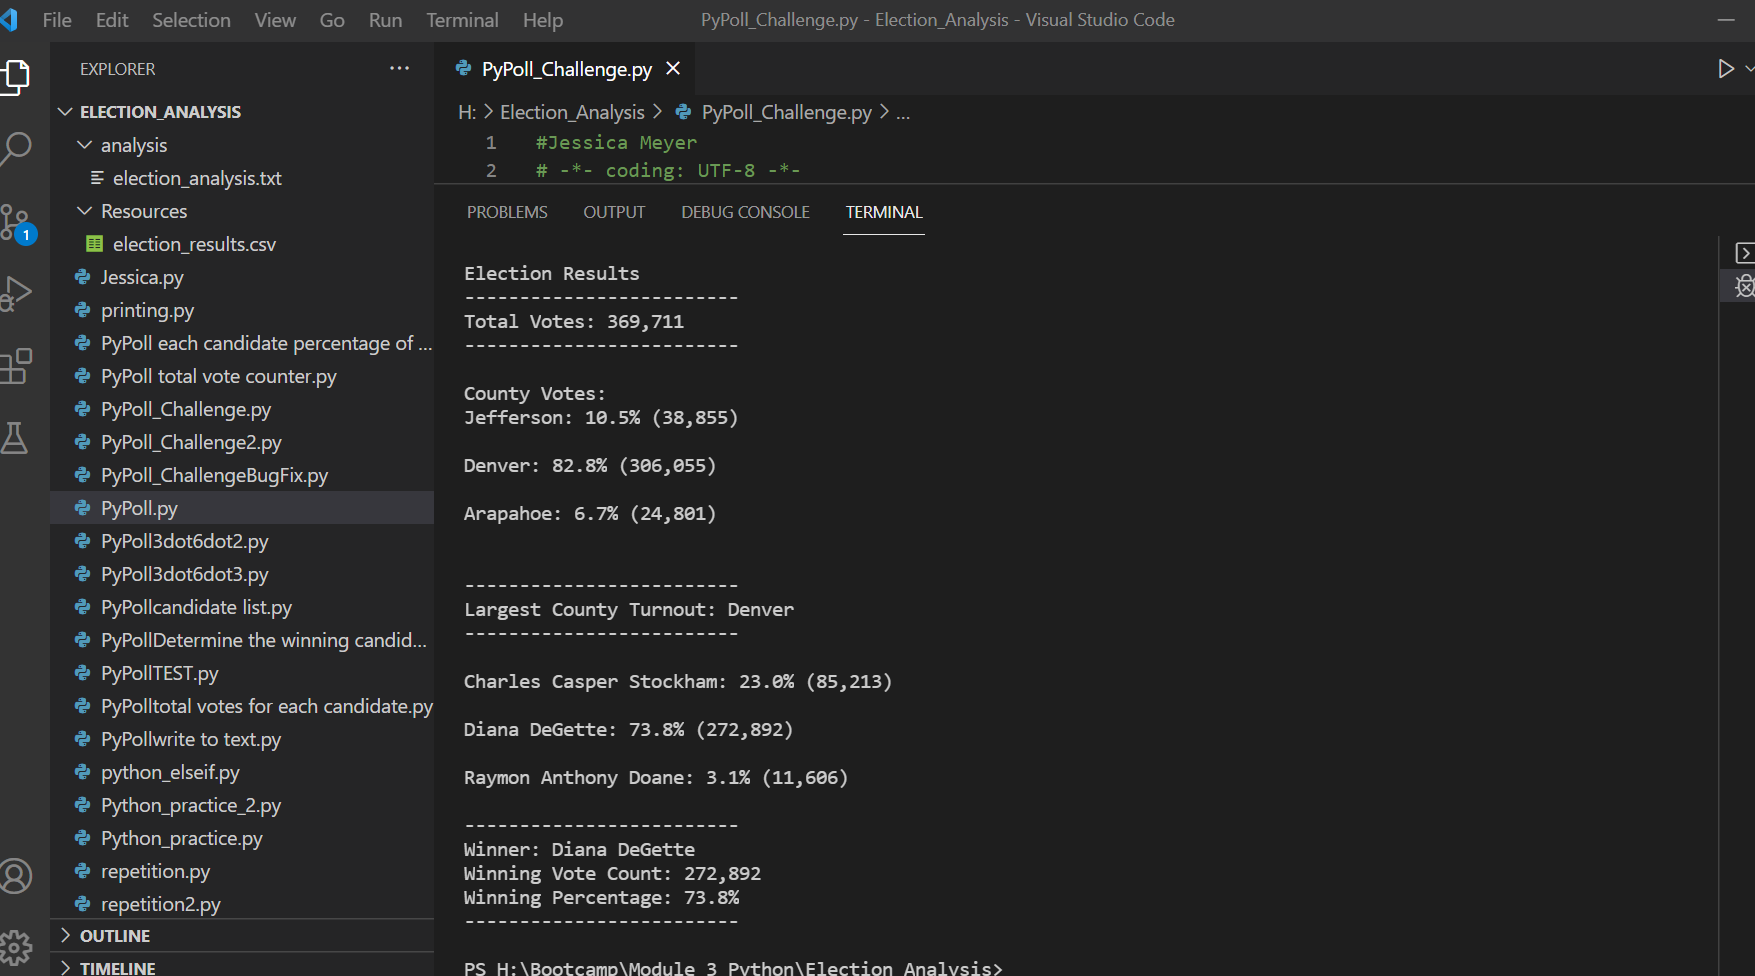 File Edit Selection View Go Run Terminal Help
PyPoll_Challenge.py - Election_Analysis - Visual Studio Code
EXPLORER
ELECTION_ANALYSIS
analysis
election_analysis.txt
Resources
election_results.csv
Jessica.py
printing.py
PyPoll each candidate percentage of ...
PyPoll total vote counter.py
PyPoll_Challenge.py
PyPoll_Challenge2.py
PyPoll_ChallengeBugFix.py
PyPoll.py
PyPoll3dot6dot2.py
PyPoll3dot6dot3.py
PyPollcandidate list.py
PyPollDetermine the winning candid...
PyPollTEST.py
PyPolltotal votes for each candidate.py
PyPollwrite to text.py
python_elseif.py
Python_practice_2.py
Python_practice.py
repetition.py
repetition2.py
OUTLINE
TIMELINE
1
PyPoll_Challenge.py
H: > Election_Analysis > PyPoll_Challenge.py > ...
1 #Jessica Meyer
2 # -*- coding: UTF-8 -*-
PROBLEMS OUTPUT DEBUG CONSOLE TERMINAL
Election Results
-------------------------
Total Votes: 369,711
-------------------------
County Votes:
Jefferson: 10.5% (38,855)
Denver: 82.8% (306,055)
Arapahoe: 6.7% (24,801)
-------------------------
Largest County Turnout: Denver
-------------------------
Charles Casper Stockham: 23.0% (85,213)
Diana DeGette: 73.8% (272,892)
Raymon Anthony Doane: 3.1% (11,606)
-------------------------
Winner: Diana DeGette
Winning Vote Count: 272,892
Winning Percentage: 73.8%
-------------------------
PS H:\Bootcamp\Module 3 Python\Election Analysis>